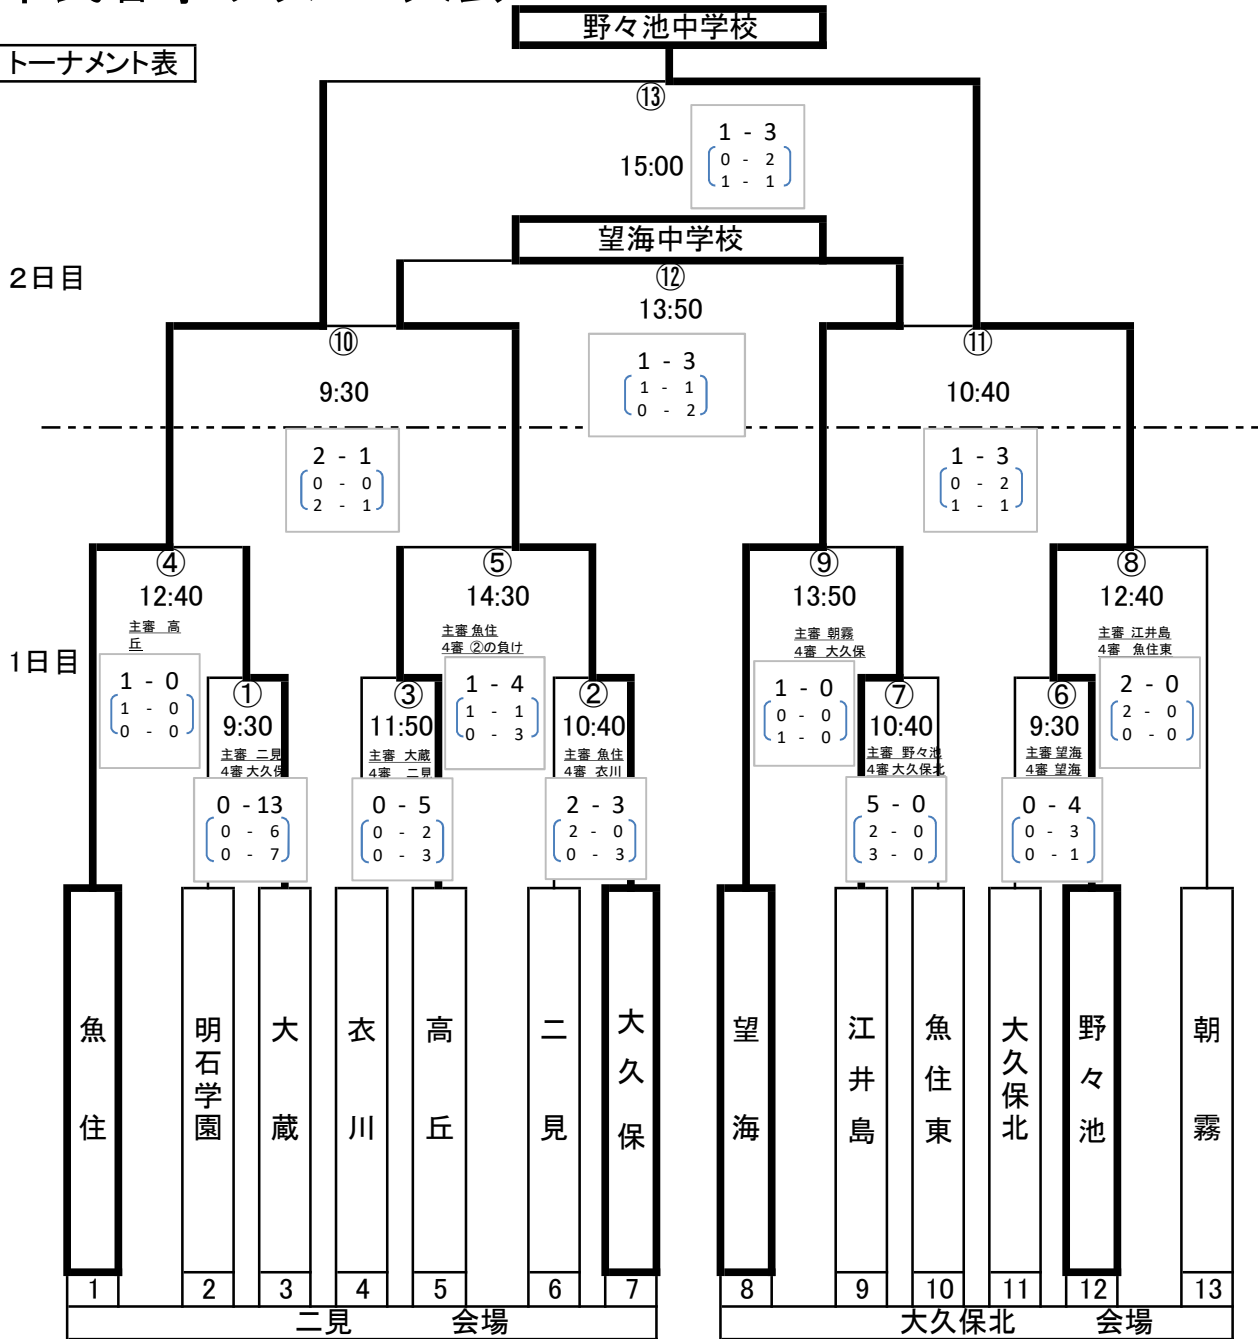 野々池中学校
トーナメント表
⑬
15:00
1 - 3
0 - 2
1 - 1
望海中学校
2日目
⑫
13:50
1 - 3
1 - 1
0 - 2
⑩
9:30
2 - 1
0 - 0
2 - 1
⑪
10:40
1 - 3
0 - 2
1 - 1
1日目
④
12:40
主審 高
丘
1 - 0
1 - 0
0 - 0
⑤
14:30
主審 魚住
4審 ②の負け
1 - 4
1 - 1
0 - 3
⑨
13:50
主審 朝霧
4審 大久保
1 - 0
0 - 0
1 - 0
⑧
12:40
主審 江井島
4審 魚住東
2 - 0
2 - 0
0 - 0
①
9:30
主審 二見
4審 大久保
0 - 13
0 - 6
0 - 7
③
11:50
主審 大蔵
4審 二見
0 - 5
0 - 2
0 - 3
②
10:40
主審 魚住
4審 衣川
2 - 3
2 - 0
0 - 3
⑦
10:40
主審 野々池
4審 大久保北
5 - 0
2 - 0
3 - 0
⑥
9:30
主審 望海
4審 望海
0 - 4
0 - 3
0 - 1
魚住
明石学園
大蔵
衣川
高丘
二見
大久保
望海
江井島
魚住東
大久保北
野々池
朝霧
1 2 3 4 5 6 7 8 9 10 11 12 13
二見 会場
大久保北 会場